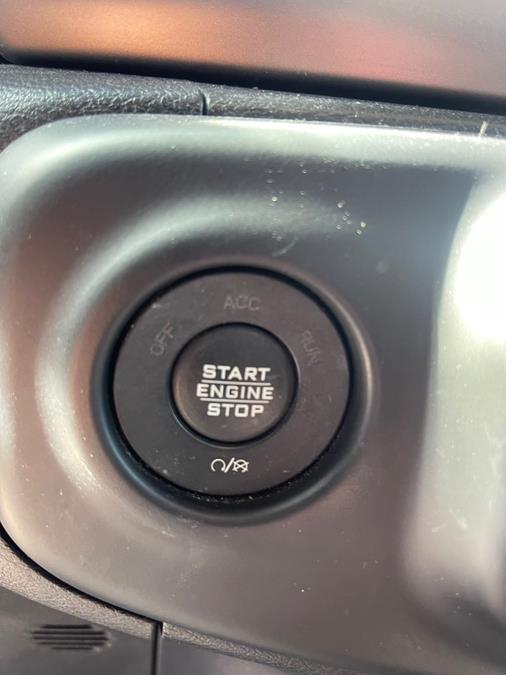 OFF
ACC
RUN
START
ENGINE
STOP